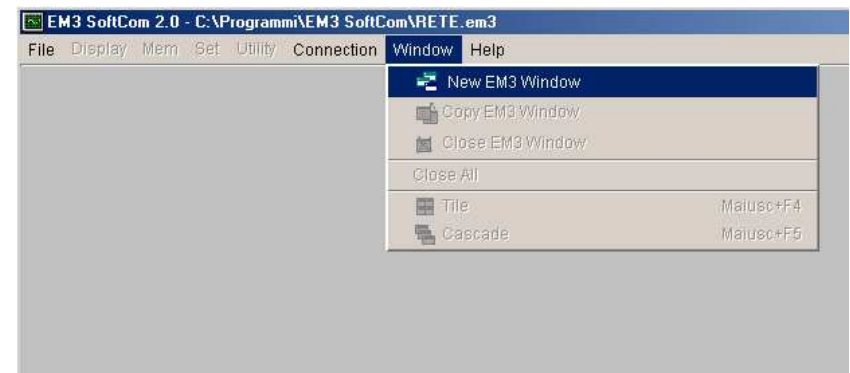 EM3 SoftCom 2.0 - C:\Programmi\EM3 SoftCom\RETE.em3
File Display Mem Set Utility Connection Window Help
New EM3 Window
Copy EM3 Window
Close EM3 Window
Close All
Tile Maiusc+F4
Cascade Maiusc+F5